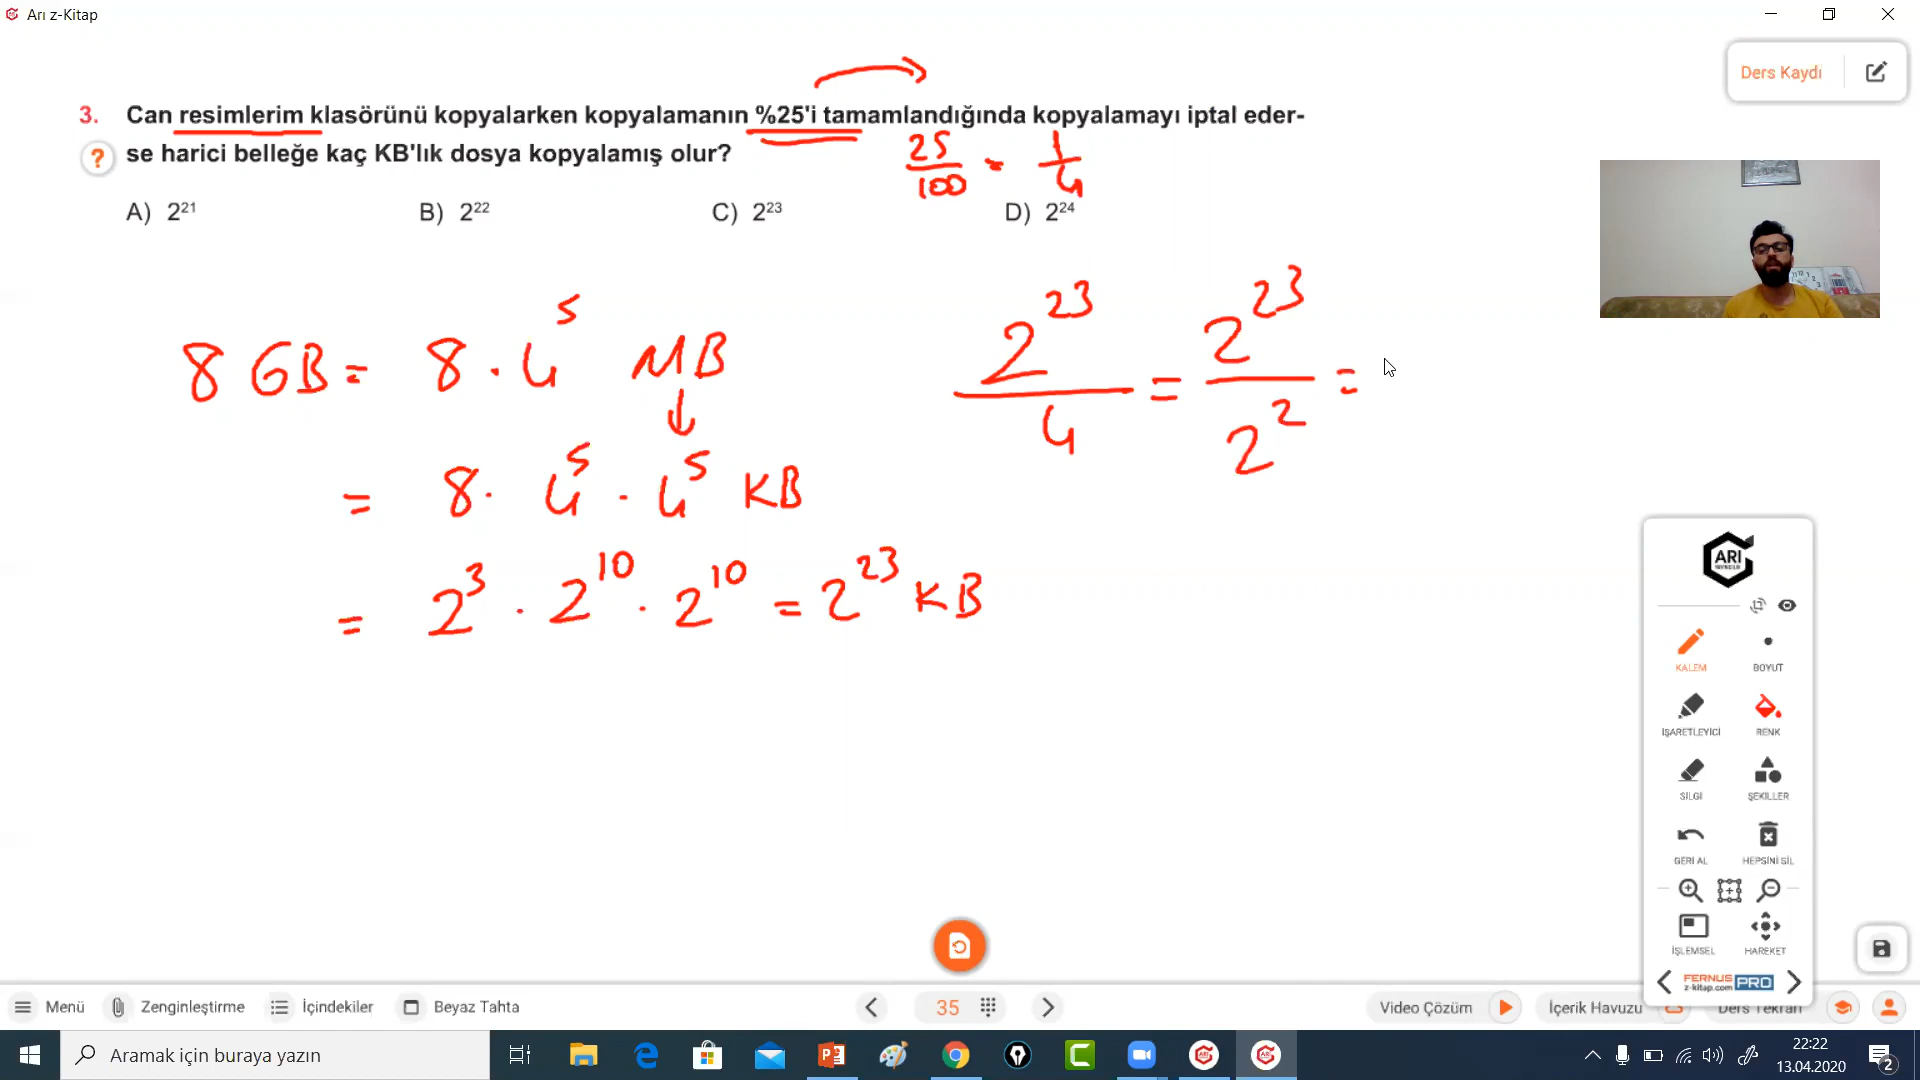 Arı z-Kitap
Ders Kaydı
3. Can resimlerim klasörünü kopyalarken kopyalamanın %25'i tamamlandığında kopyalamayı iptal eder-
? se harici belleğe kaç KB'lık dosya kopyalamış olur?
25/100 = 1/4
A) 2²¹ B) 2²² C) 2²³ D) 2²⁴
8 GB = 8 · 4⁵ MB
= 8 · 4⁵ · 4⁵ KB
= 2³ · 2¹⁰ · 2¹⁰ = 2²³ KB
2²³/4 = 2²³/2² =
ARI
KALEM BOYUT
İŞARETLEYİCİ RENK
SİLGİ ŞEKİLLER
GERİ AL HEPSİNİ SİL
İŞLEMSEL HAREKET
FERNUS
z-kitap.com PRO
Menü Zenginleştirme İçindekiler Beyaz Tahta 35 Video Çözüm İçerik Havuzu Ders Tekrarı
Aramak için buraya yazın
22:22
13.04.2020
2